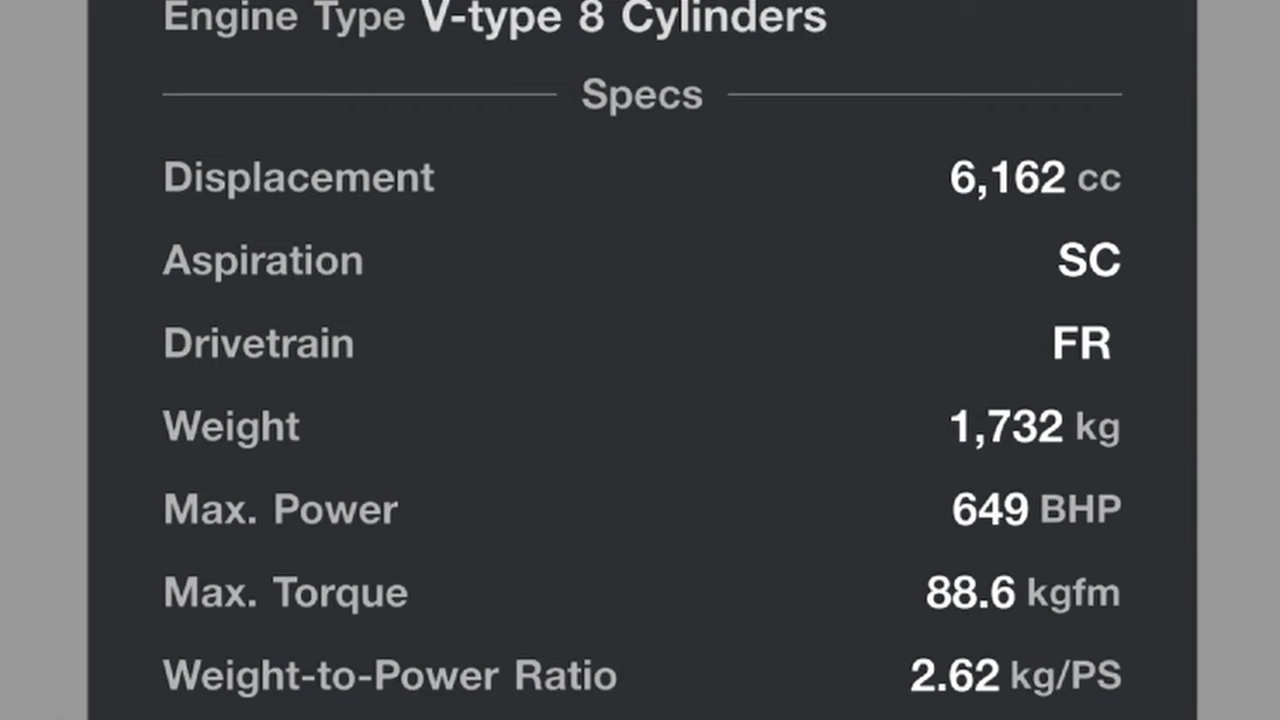 Engine Type V-type 8 Cylinders
Specs
Displacement 6,162 cc
Aspiration SC
Drivetrain FR
Weight 1,732 kg
Max. Power 649 BHP
Max. Torque 88.6 kgfm
Weight-to-Power Ratio 2.62 kg/PS